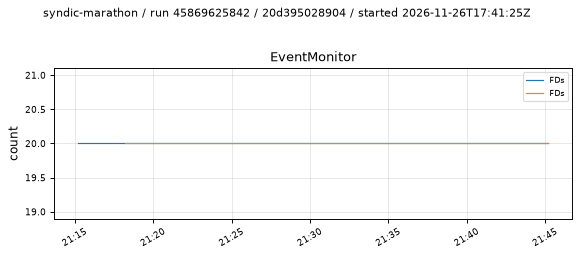 syndic-marathon / run 45869625842 / 20d395028904 / started 2026-11-26T17:41:25Z
EventMonitor
FDs
FDs
count
21.0
20.5
20.0
19.5
19.0
21:15
21:20
21:25
21:30
21:35
21:40
21:45